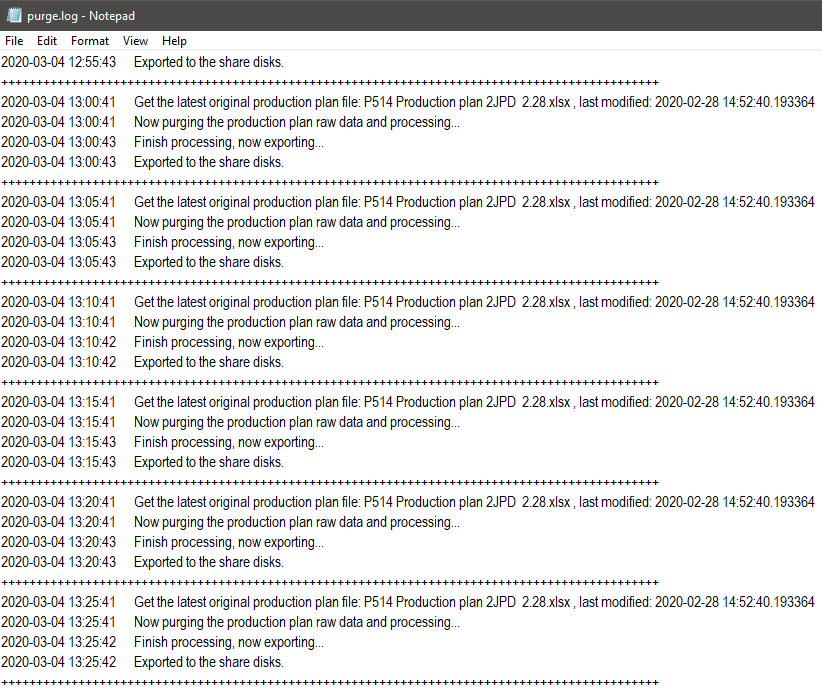 purge.log - Notepad
File Edit Format View Help
2020-03-04 12:55:43 Exported to the share disks.
++++++++++++++++++++++++++++++++++++++++++++++++++++++++++++++++++++++++++++++++++++++++++++++
2020-03-04 13:00:41 Get the latest original production plan file: P514 Production plan 2JPD  2.28.xlsx , last modified: 2020-02-28 14:52:40.193364
2020-03-04 13:00:41 Now purging the production plan raw data and processing...
2020-03-04 13:00:43 Finish processing, now exporting...
2020-03-04 13:00:43 Exported to the share disks.
++++++++++++++++++++++++++++++++++++++++++++++++++++++++++++++++++++++++++++++++++++++++++++++
2020-03-04 13:05:41 Get the latest original production plan file: P514 Production plan 2JPD  2.28.xlsx , last modified: 2020-02-28 14:52:40.193364
2020-03-04 13:05:41 Now purging the production plan raw data and processing...
2020-03-04 13:05:43 Finish processing, now exporting...
2020-03-04 13:05:43 Exported to the share disks.
++++++++++++++++++++++++++++++++++++++++++++++++++++++++++++++++++++++++++++++++++++++++++++++
2020-03-04 13:10:41 Get the latest original production plan file: P514 Production plan 2JPD  2.28.xlsx , last modified: 2020-02-28 14:52:40.193364
2020-03-04 13:10:41 Now purging the production plan raw data and processing...
2020-03-04 13:10:42 Finish processing, now exporting...
2020-03-04 13:10:42 Exported to the share disks.
++++++++++++++++++++++++++++++++++++++++++++++++++++++++++++++++++++++++++++++++++++++++++++++
2020-03-04 13:15:41 Get the latest original production plan file: P514 Production plan 2JPD  2.28.xlsx , last modified: 2020-02-28 14:52:40.193364
2020-03-04 13:15:41 Now purging the production plan raw data and processing...
2020-03-04 13:15:43 Finish processing, now exporting...
2020-03-04 13:15:43 Exported to the share disks.
++++++++++++++++++++++++++++++++++++++++++++++++++++++++++++++++++++++++++++++++++++++++++++++
2020-03-04 13:20:41 Get the latest original production plan file: P514 Production plan 2JPD  2.28.xlsx , last modified: 2020-02-28 14:52:40.193364
2020-03-04 13:20:41 Now purging the production plan raw data and processing...
2020-03-04 13:20:43 Finish processing, now exporting...
2020-03-04 13:20:43 Exported to the share disks.
++++++++++++++++++++++++++++++++++++++++++++++++++++++++++++++++++++++++++++++++++++++++++++++
2020-03-04 13:25:41 Get the latest original production plan file: P514 Production plan 2JPD  2.28.xlsx , last modified: 2020-02-28 14:52:40.193364
2020-03-04 13:25:41 Now purging the production plan raw data and processing...
2020-03-04 13:25:42 Finish processing, now exporting...
2020-03-04 13:25:42 Exported to the share disks.
++++++++++++++++++++++++++++++++++++++++++++++++++++++++++++++++++++++++++++++++++++++++++++++